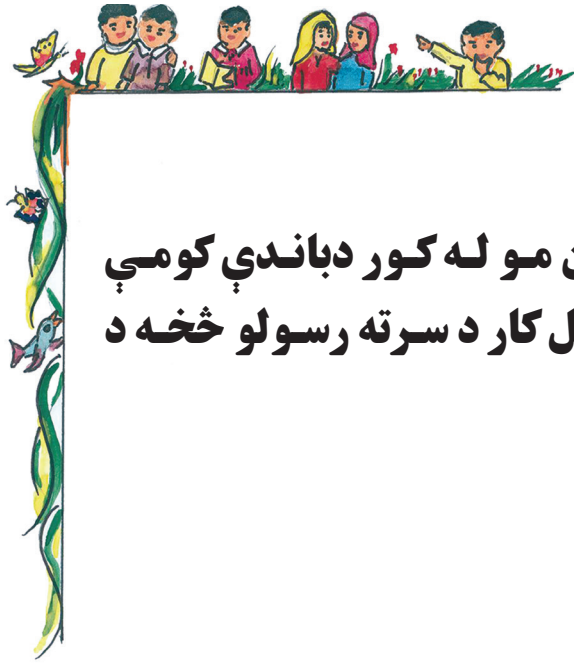 مو له کور دباندې کومې
کار د سرته رسولو څخه د